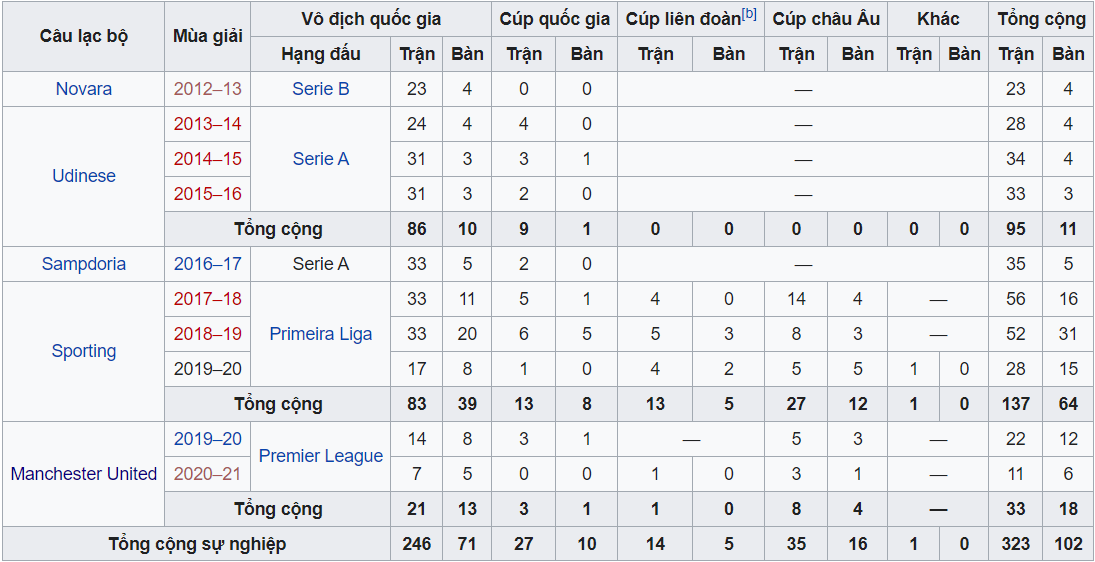 Câu lạc bộ Mùa giải Vô địch quốc gia Cúp quốc gia Cúp liên đoàn[b] Cúp châu Âu Khác Tổng cộng
Hạng đấu Trận Bàn Trận Bàn Trận Bàn Trận Bàn Trận Bàn Trận Bàn
Novara 2012–13 Serie B 23 4 0 0 — 23 4
Udinese 2013–14 Serie A 24 4 4 0 — 28 4
2014–15 31 3 3 1 — 34 4
2015–16 31 3 2 0 — 33 3
Tổng cộng 86 10 9 1 0 0 0 0 0 0 95 11
Sampdoria 2016–17 Serie A 33 5 2 0 — 35 5
Sporting 2017–18 Primeira Liga 33 11 5 1 4 0 14 4 — 56 16
2018–19 33 20 6 5 5 3 8 3 — 52 31
2019–20 17 8 1 0 4 2 5 5 1 0 28 15
Tổng cộng 83 39 13 8 13 5 27 12 1 0 137 64
Manchester United 2019–20 Premier League 14 8 3 1 — 5 3 — 22 12
2020–21 7 5 0 0 1 0 3 1 — 11 6
Tổng cộng 21 13 3 1 1 0 8 4 — 33 18
Tổng cộng sự nghiệp 246 71 27 10 14 5 35 16 1 0 323 102